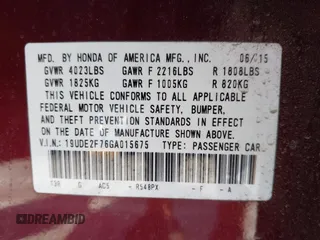 MFD. BY HONDA OF AMERICA MFG., INC. 06/15
GVWR 4023LBS GAWR F 2216LBS R 1808LBS
GVWR 1825KG GAWR F 1005KG R 820KG
THIS VEHICLE CONFORMS TO ALL APPLICABLE
FEDERAL MOTOR VEHICLE SAFETY, BUMPER,
AND THEFT PREVENTION STANDARDS IN EFFECT
ON THE DATE OF MANUFACTURE SHOWN ABOVE.
V.I.N.: 19UDE2F76GA015675 TYPE: PASSENGER CAR
AC5 - R548PX - F - A
DREAMBID